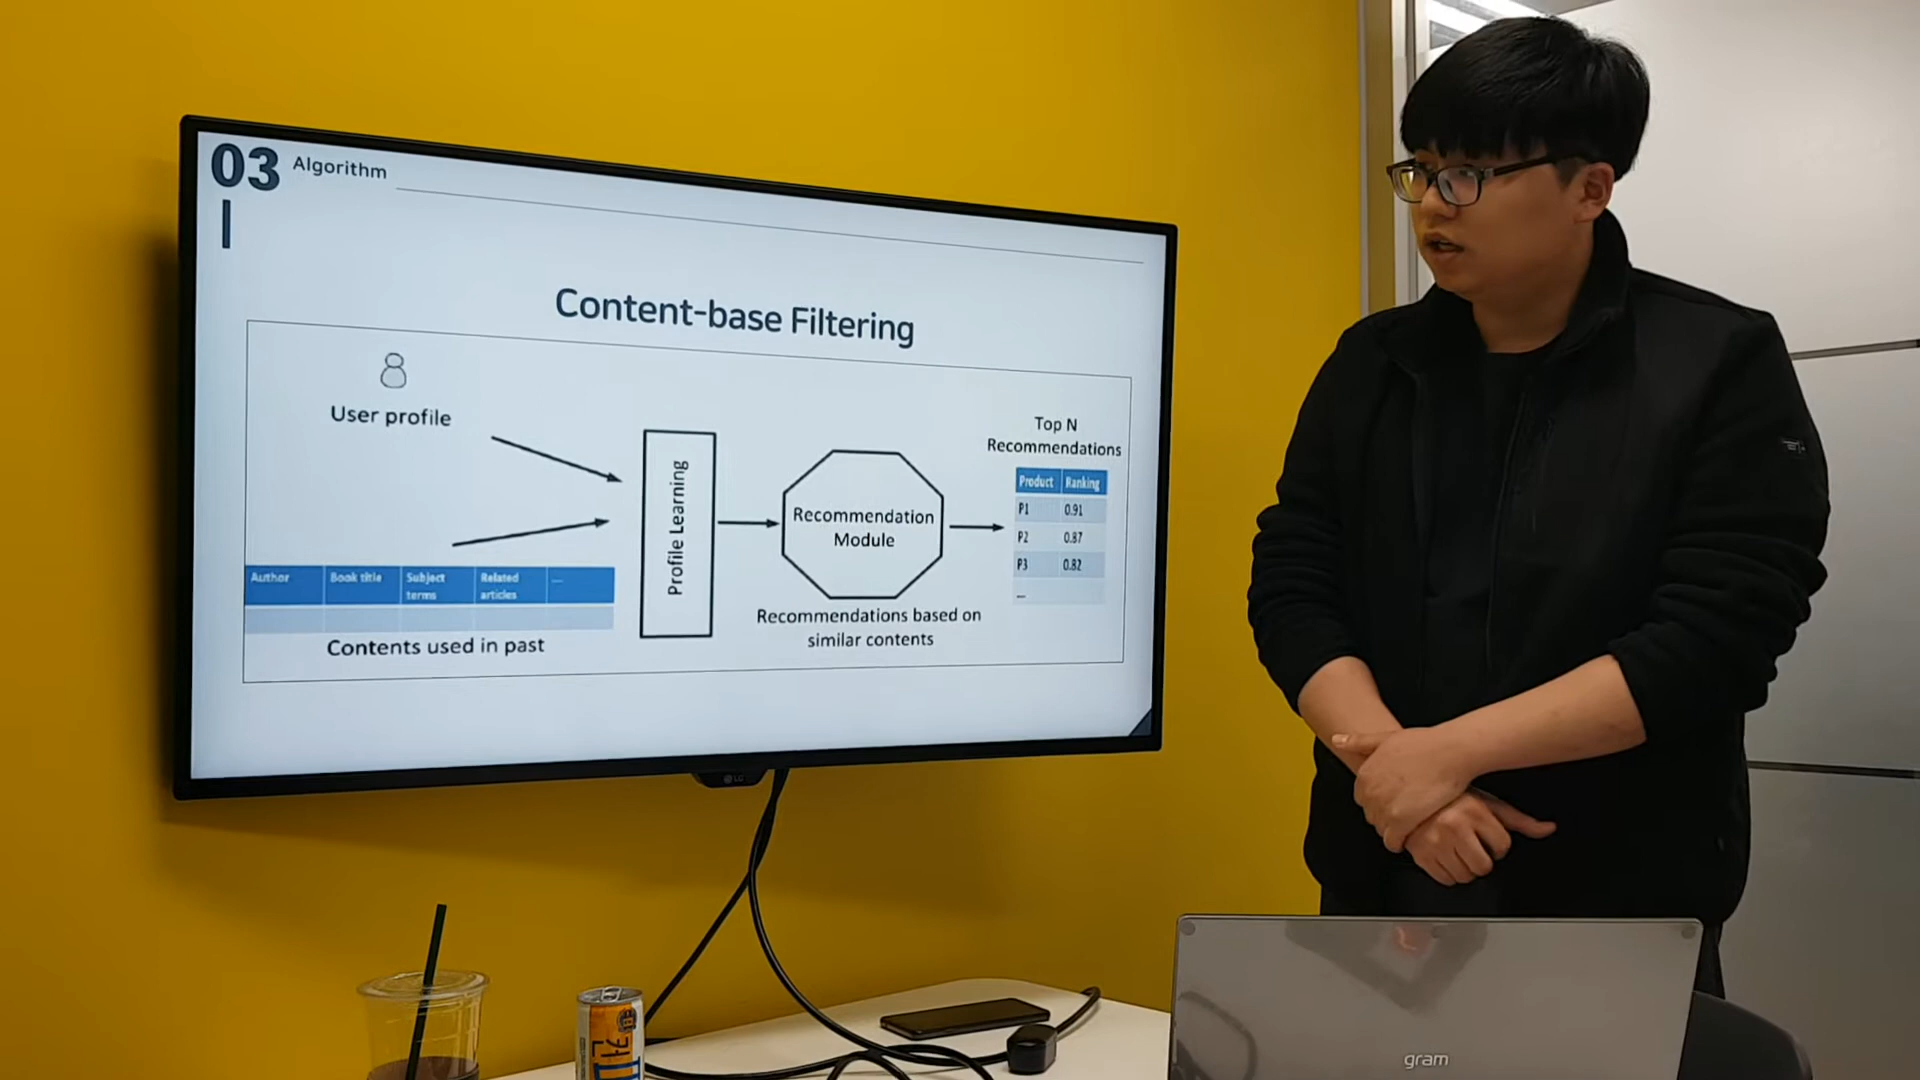 03 Algorithm
Content-base Filtering
User profile
Author Book title Subject terms Related articles ...
Contents used in past
Profile Learning
Recommendation
Module
Recommendations based on
similar contents
Top N
Recommendations
Product Ranking
P1 0.91
P2 0.87
P3 0.82
...
LG
gram